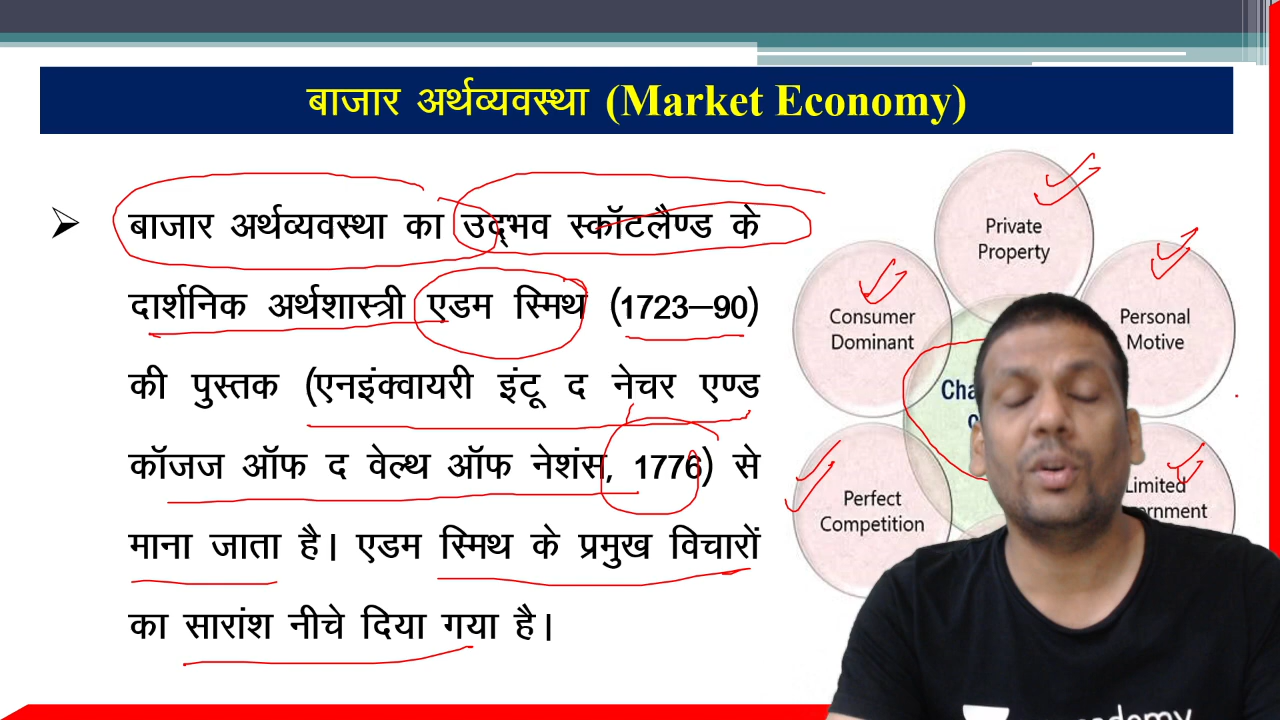 बाजार अर्थव्यवस्था (Market Economy)
➢ बाजार अर्थव्यवस्था का उद्‌भव स्कॉटलैण्ड के
दार्शनिक अर्थशास्त्री एडम स्मिथ (1723–90)
की पुस्तक (एनइंक्वायरी इंटू द नेचर एण्ड
कॉजज ऑफ द वेल्थ ऑफ नेशंस, 1776) से
माना जाता है। एडम स्मिथ के प्रमुख विचारों
का सारांश नीचे दिया गया है।
Private
Property
Consumer
Dominant
Personal
Motive
Perfect
Competition
Limited